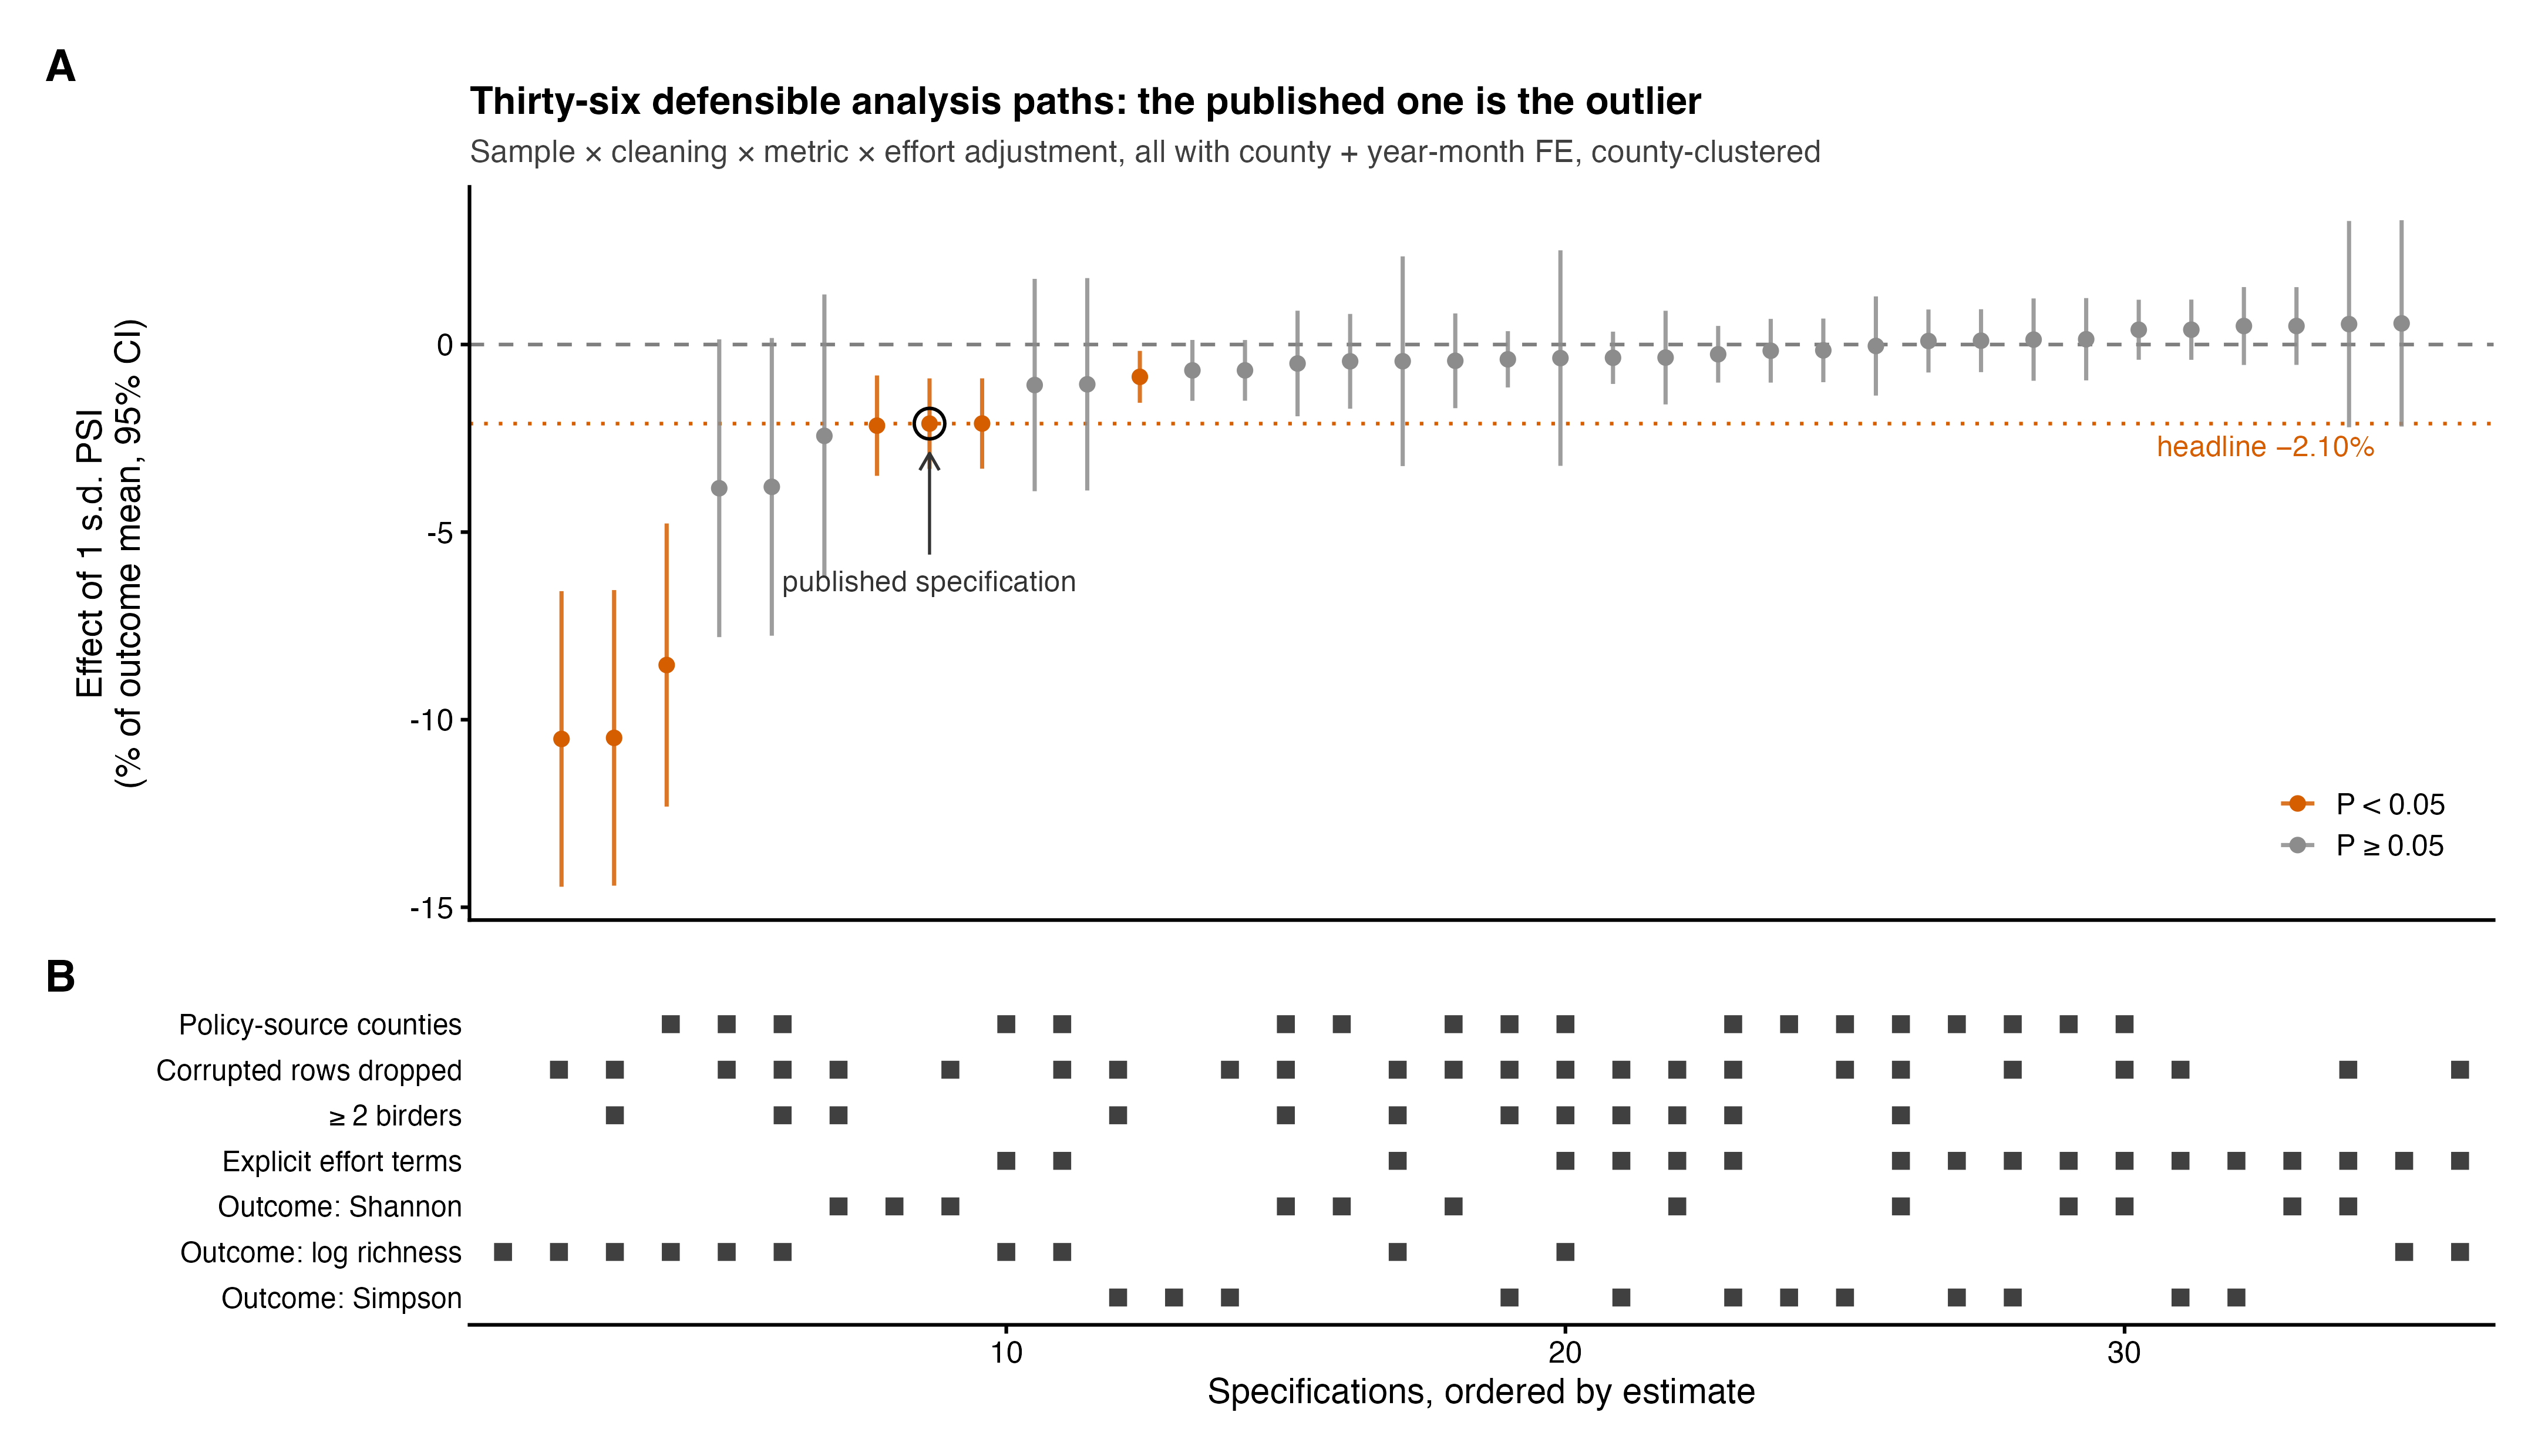 A
Thirty-six defensible analysis paths: the published one is the outlier
Sample × cleaning × metric × effort adjustment, all with county + year-month FE, county-clustered
Effect of 1 s.d. PSI
(% of outcome mean, 95% CI)
0
-5
-10
-15
headline −2.10%
published specification
P < 0.05
P ≥ 0.05
B
Policy-source counties
Corrupted rows dropped
≥ 2 birders
Explicit effort terms
Outcome: Shannon
Outcome: log richness
Outcome: Simpson
10
20
30
Specifications, ordered by estimate